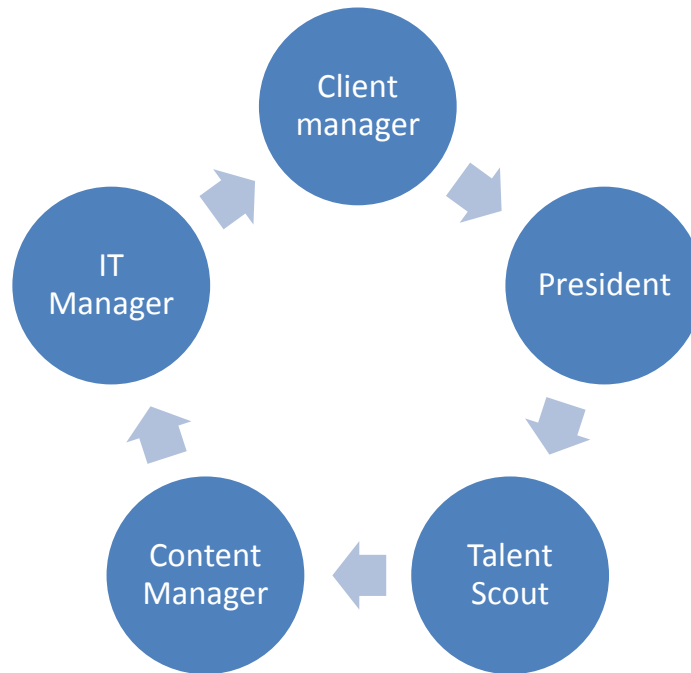 Client
manager
President
Talent
Scout
Content
Manager
IT
Manager